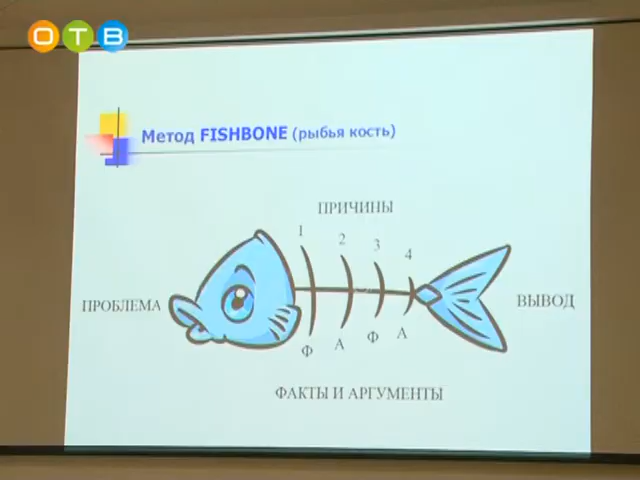 ОТВ
Метод FISHBONE (рыбья кость)
ПРИЧИНЫ
1 2 3 4
ПРОБЛЕМА
ВЫВОД
Ф А Ф А
ФАКТЫ И АРГУМЕНТЫ